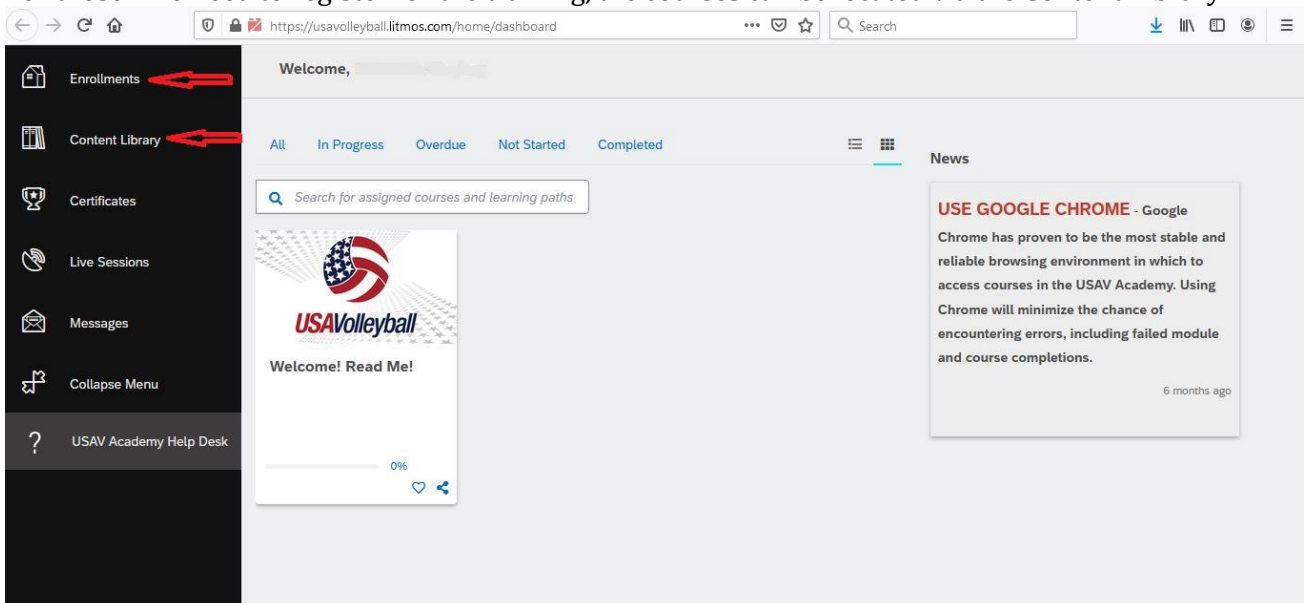 https://usavolleyball.litmos.com/home/dashboard
Search
Enrollments
Content Library
Certificates
Live Sessions
Messages
Collapse Menu
? USAV Academy Help Desk
Welcome,
All In Progress Overdue Not Started Completed
Search for assigned courses and learning paths
USAVolleyball
Welcome! Read Me!
0%
News
USE GOOGLE CHROME - Google
Chrome has proven to be the most stable and
reliable browsing environment in which to
access courses in the USAV Academy. Using
Chrome will minimize the chance of
encountering errors, including failed module
and course completions.
6 months ago